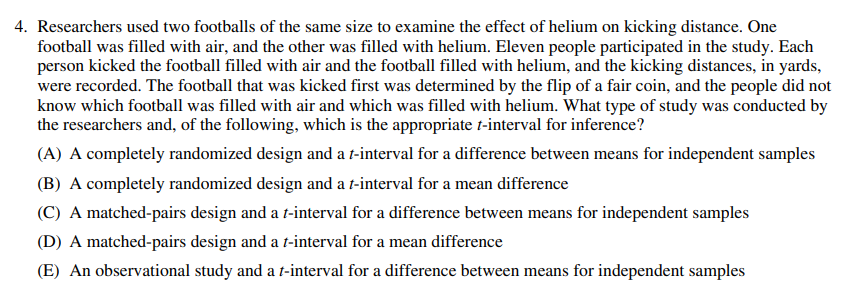 4. Researchers used two footballs of the same size to examine the effect of helium on kicking distance. One
football was filled with air, and the other was filled with helium. Eleven people participated in the study. Each
person kicked the football filled with air and the football filled with helium, and the kicking distances, in yards,
were recorded. The football that was kicked first was determined by the flip of a fair coin, and the people did not
know which football was filled with air and which was filled with helium. What type of study was conducted by
the researchers and, of the following, which is the appropriate t-interval for inference?
(A) A completely randomized design and a t-interval for a difference between means for independent samples
(B) A completely randomized design and a t-interval for a mean difference
(C) A matched-pairs design and a t-interval for a difference between means for independent samples
(D) A matched-pairs design and a t-interval for a mean difference
(E) An observational study and a t-interval for a difference between means for independent samples